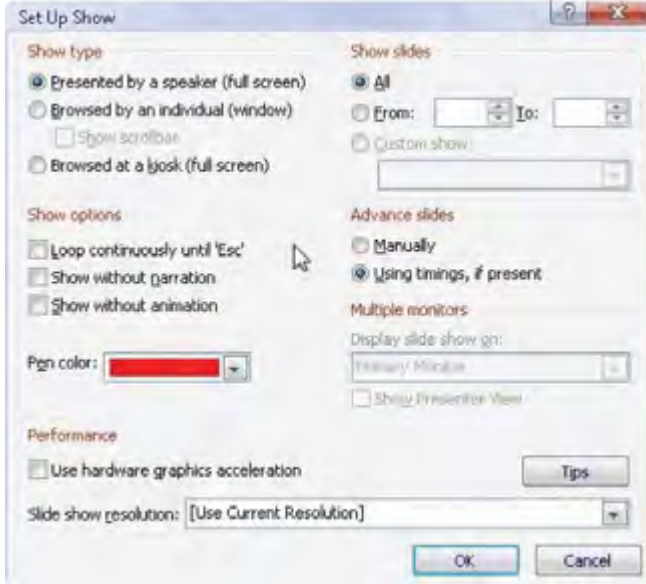 Set Up Show
Show type
Presented by a speaker (full screen)
Browsed by an individual (window)
Show scrollbar
Browsed at a kiosk (full screen)
Show slides
All
From: To:
Custom show:
Show options
Loop continuously until 'Esc'
Show without narration
Show without animation
Pen color:
Advance slides
Manually
Using timings, if present
Multiple monitors
Display slide show on:
Primary Monitor
Show Presenter View
Performance
Use hardware graphics acceleration
Tips
Slide show resolution: [Use Current Resolution]
OK Cancel